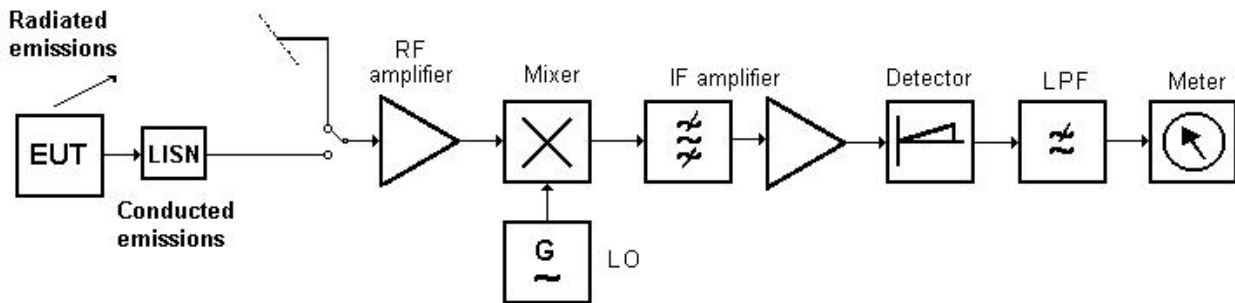 Radiated
emissions
RF
amplifier
Mixer
IF amplifier
Detector
LPF
Meter
EUT
LISN
Conducted
emissions
G
LO